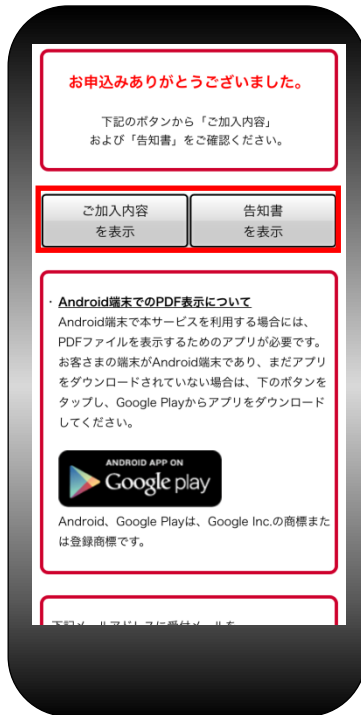 お申込みありがとうございました。
下記のボタンから「ご加入内容」
および「告知書」をご確認ください。
ご加入内容
を表示
告知書
を表示
・Android端末でのPDF表示について
Android端末で本サービスを利用する場合には、
PDFファイルを表示するためのアプリが必要です。
お客さまの端末がAndroid端末であり、まだアプリ
をダウンロードされていない場合は、下のボタンを
タップし、Google Playからアプリをダウンロード
してください。
ANDROID APP ON
Google play
Android、Google Playは、Google Inc.の商標また
は登録商標です。